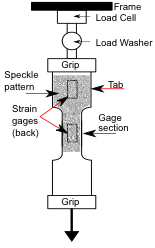 Frame
Load Cell
Load Washer
Grip
Speckle
pattern
Tab
Strain
gages
(back)
Gage
section
Grip